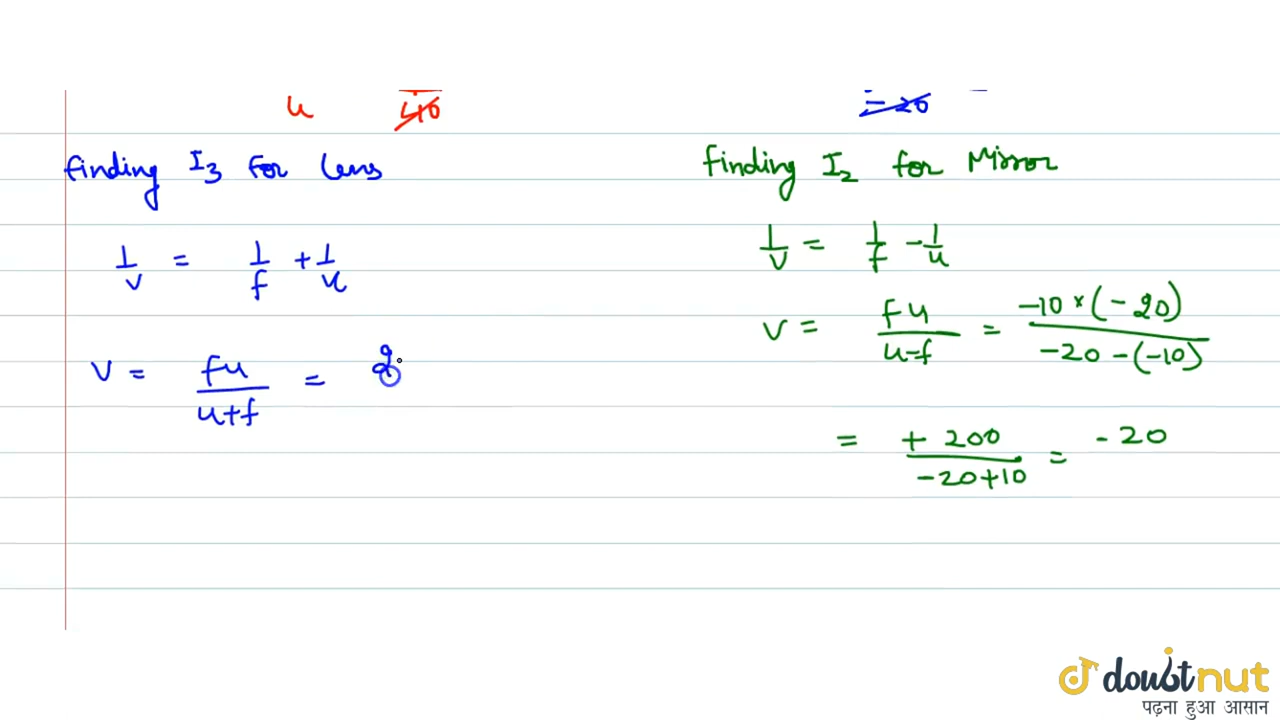 u
Finding I₃ For Lens
1/v = 1/f + 1/u
v = fu/(u+f) =
Finding I₂ for Mirror
1/v = 1/f - 1/u
v = fu/(u-f) = -10×(-20)/(-20-(-10))
= +200/(-20+10) = -20
doubtnut
पढ़ना हुआ आसान